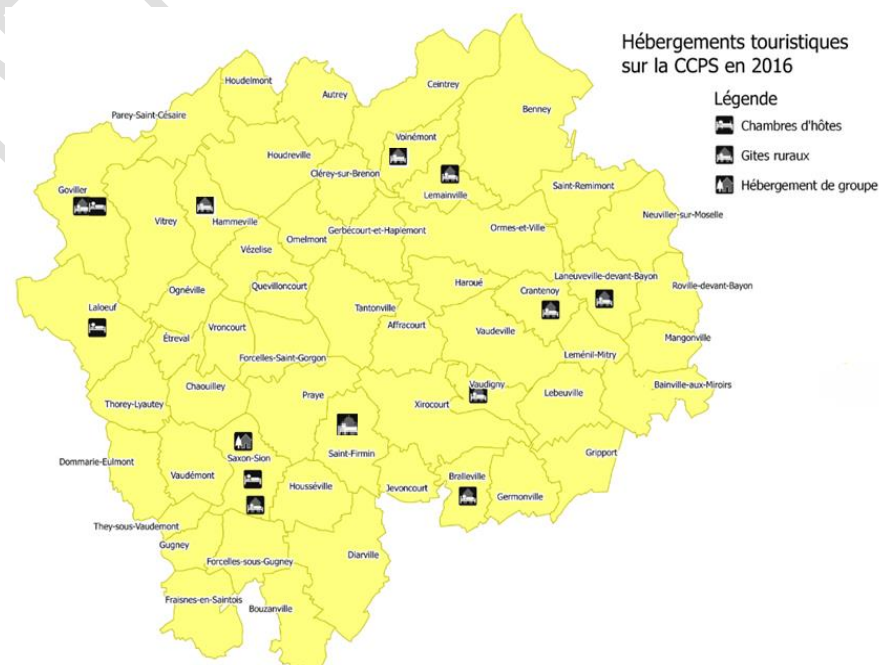 Hébergements touristiques
sur la CCPS en 2016
Légende
Chambres d'hôtes
Gites ruraux
Hébergement de groupe
Houdelmont
Autrey
Ceintrey
Benney
Parey-Saint-Césaire
Voinémont
Houdreville
Clérey-sur-Brenon
Lemainville
Goviller
Saint-Remimont
Neuviller-sur-Moselle
Vitrey
Hammeville
Gerbécourt-et-Haplemont
Ormes-et-Ville
Omelmont
Vézelise
Laneuveville-devant-Bayon
Ognéville
Quevilloncourt
Haroué
Crantenoy
Roville-devant-Bayon
Laloeuf
Tantonville
Affracourt
Vaudeville
Vroncourt
Étreval
Mangonville
Forcelles-Saint-Gorgon
Leménil-Mitry
Chaouilley
Vaudigny
Bainville-aux-Miroirs
Praye
Lebeuville
Thorey-Lyautey
Xirocourt
Saint-Firmin
Gripport
Saxon-Sion
Dommarie-Eulmont
Vaudémont
Housséville
Jevoncourt
Bralleville
Germonville
They-sous-Vaudemont
Gugney
Diarville
Forcelles-sous-Gugney
Fraisnes-en-Saintois
Bouzanville